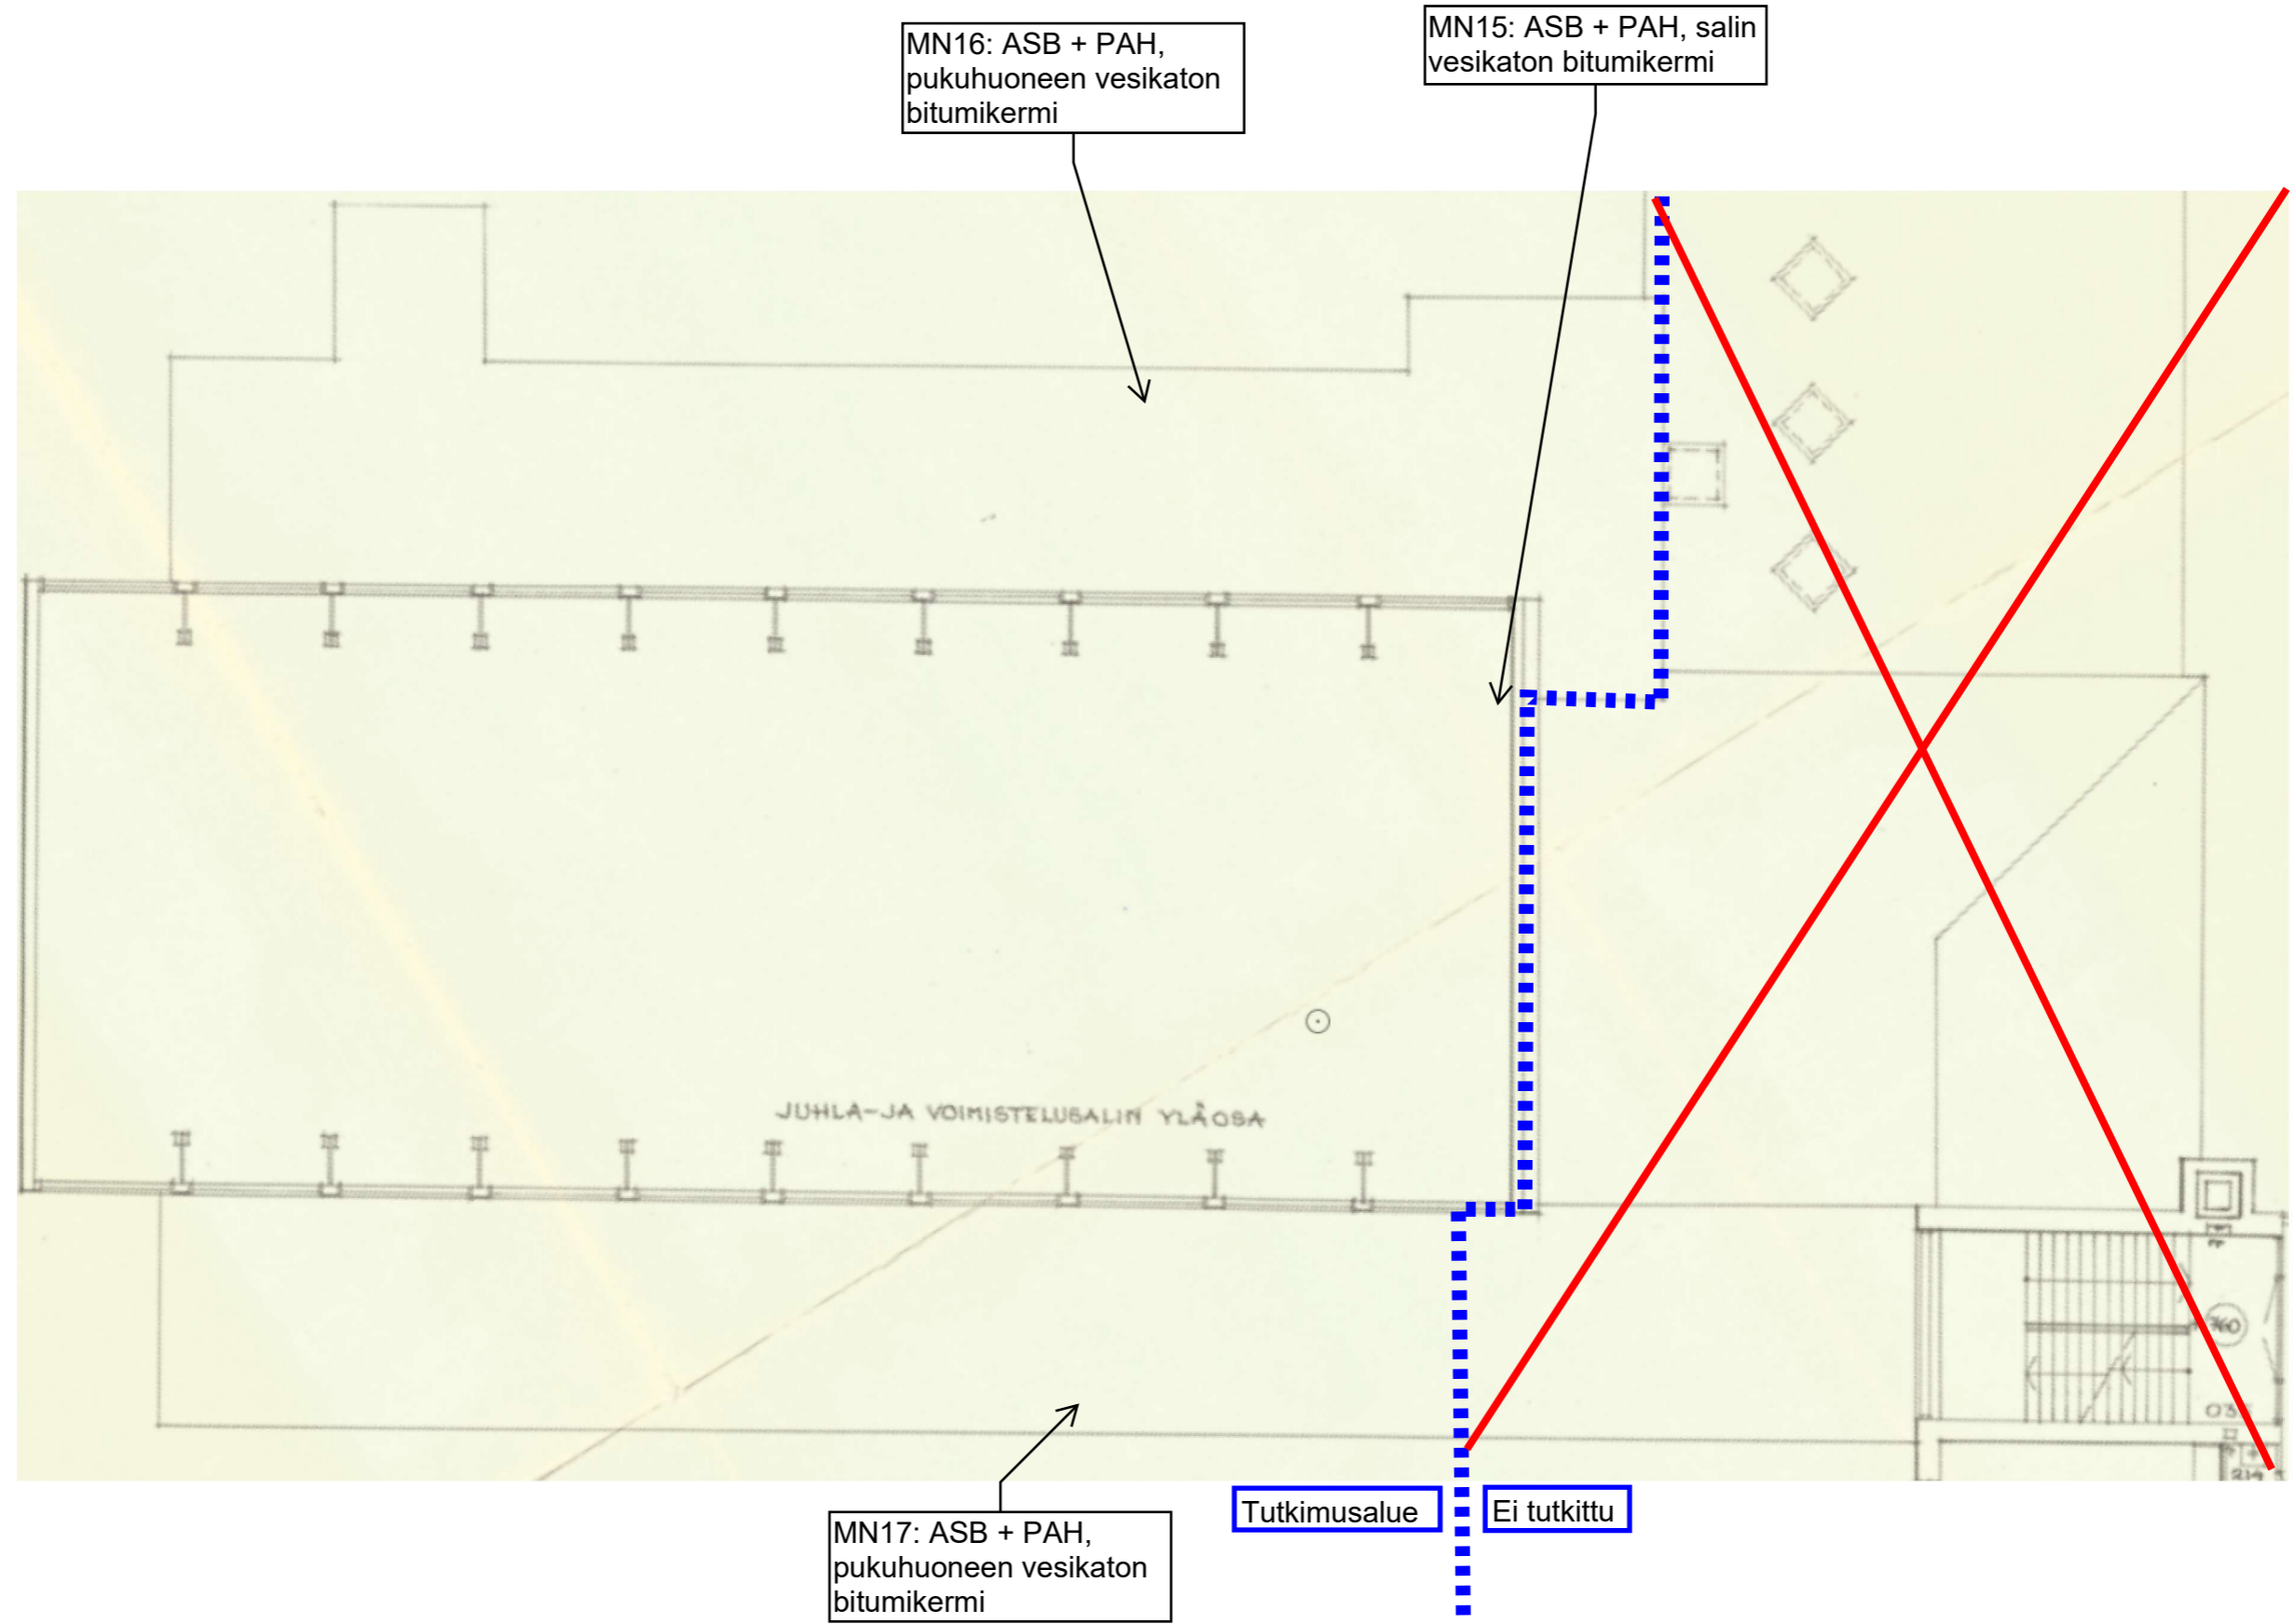 MN16: ASB + PAH,
pukuhuoneen vesikaton
bitumikermi
MN15: ASB + PAH, salin
vesikaton bitumikermi
JUHLA-JA VOIMISTELUSALIN YLÄOSA
Tutkimusalue
Ei tutkittu
MN17: ASB + PAH,
pukuhuoneen vesikaton
bitumikermi